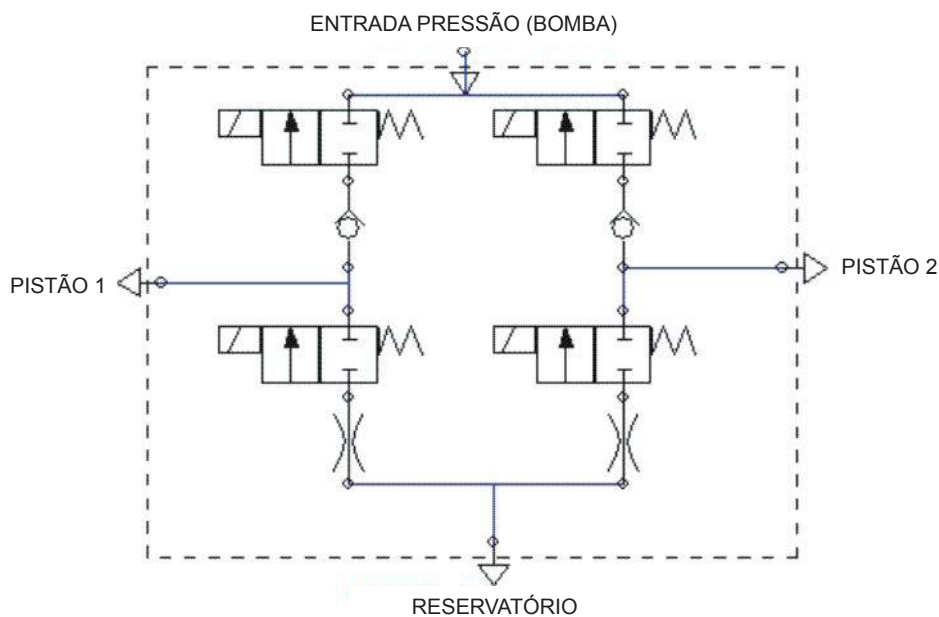 ENTRADA PRESSÃO (BOMBA)
PISTÃO 1
PISTÃO 2
RESERVATÓRIO